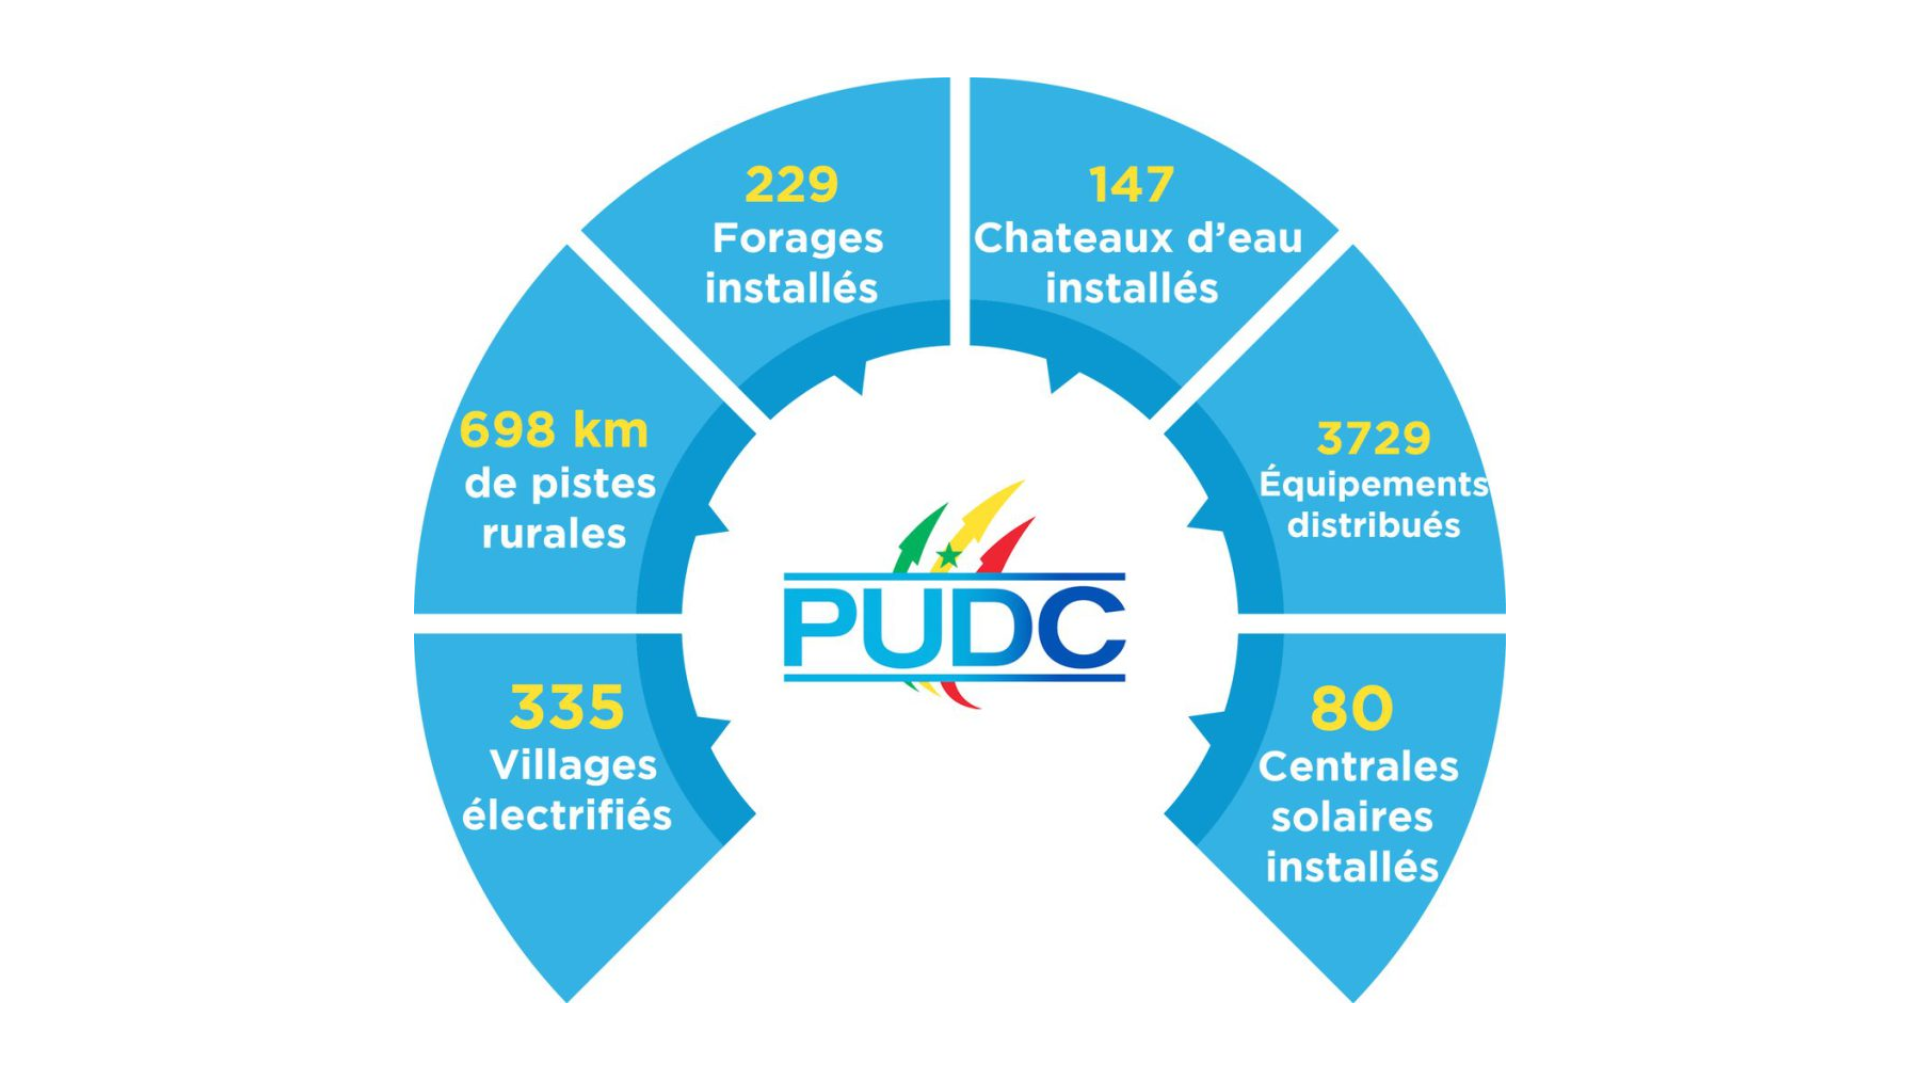 229
Forages
installés
147
Chateaux d’eau
installés
698 km
de pistes
rurales
3729
Équipements
distribués
335
Villages
électrifiés
80
Centrales
solaires
installés
PUDC